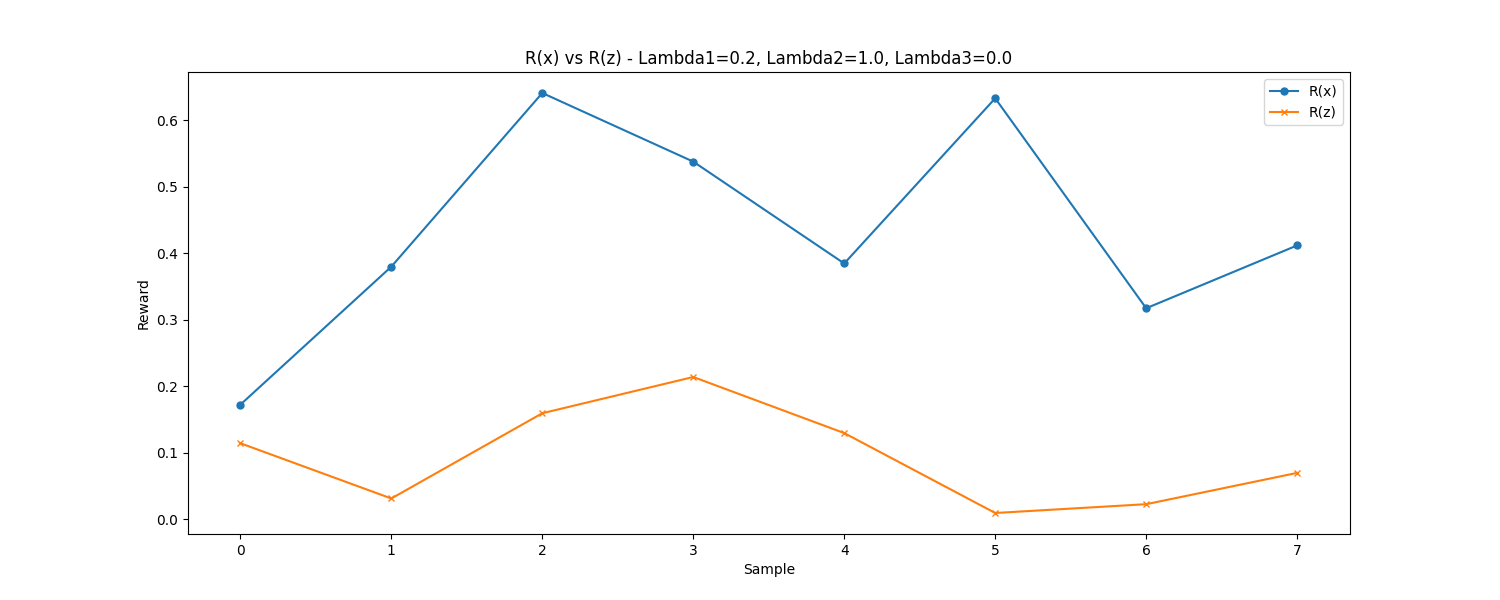 R(x) vs R(z) - Lambda1=0.2, Lambda2=1.0, Lambda3=0.0
R(x)
R(z)
0.6
0.5
0.4
0.3
0.2
0.1
0.0
Reward
0 1 2 3 4 5 6 7
Sample